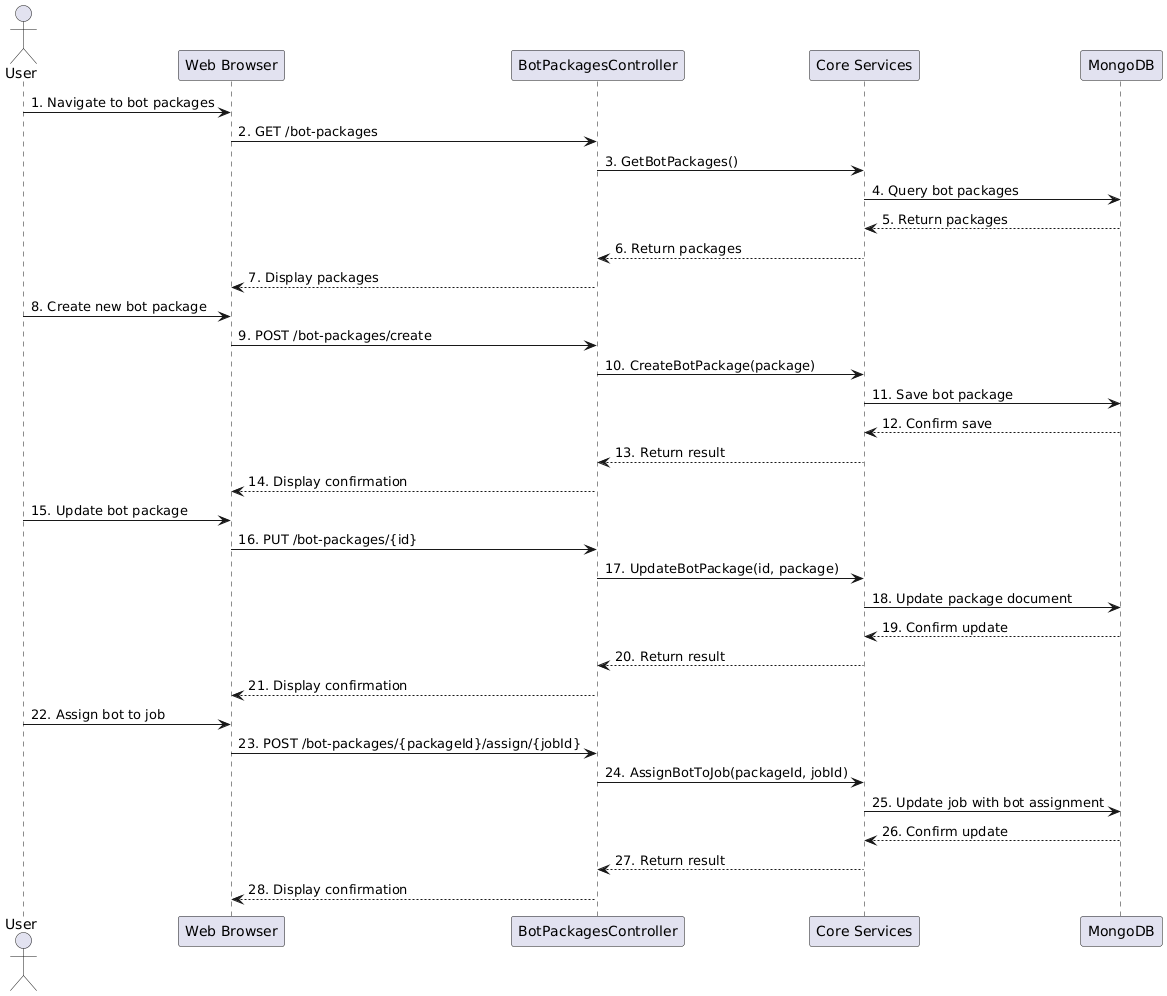 User
Web Browser
BotPackagesController
Core Services
MongoDB
1. Navigate to bot packages
2. GET /bot-packages
3. GetBotPackages()
4. Query bot packages
5. Return packages
6. Return packages
7. Display packages
8. Create new bot package
9. POST /bot-packages/create
10. CreateBotPackage(package)
11. Save bot package
12. Confirm save
13. Return result
14. Display confirmation
15. Update bot package
16. PUT /bot-packages/{id}
17. UpdateBotPackage(id, package)
18. Update package document
19. Confirm update
20. Return result
21. Display confirmation
22. Assign bot to job
23. POST /bot-packages/{packageId}/assign/{jobId}
24. AssignBotToJob(packageId, jobId)
25. Update job with bot assignment
26. Confirm update
27. Return result
28. Display confirmation
User
Web Browser
BotPackagesController
Core Services
MongoDB